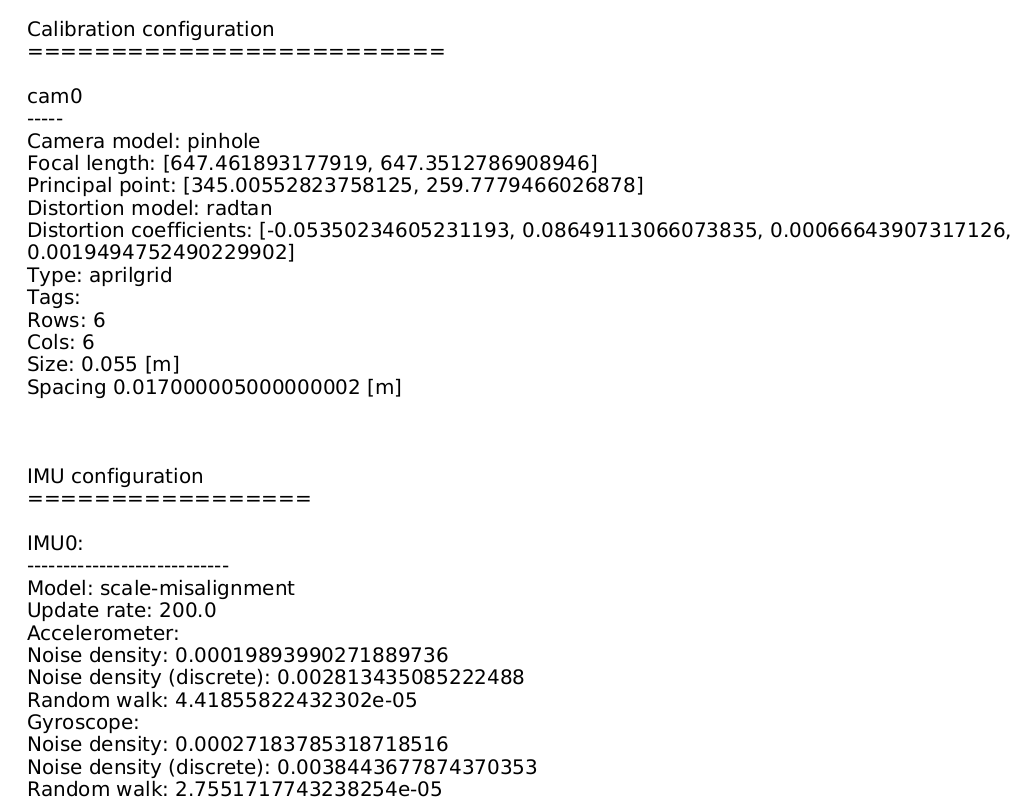 Calibration configuration
=========================
cam0
-----
Camera model: pinhole
Focal length: [647.461893177919, 647.3512786908946]
Principal point: [345.00552823758125, 259.7779466026878]
Distortion model: radtan
Distortion coefficients: [-0.05350234605231193, 0.08649113066073835, 0.00066643907317126,
0.0019494752490229902]
Type: aprilgrid
Tags:
Rows: 6
Cols: 6
Size: 0.055 [m]
Spacing 0.017000005000000002 [m]
IMU configuration
=================
IMU0:
----------------------------
Model: scale-misalignment
Update rate: 200.0
Accelerometer:
Noise density: 0.00019893990271889736
Noise density (discrete): 0.002813435085222488
Random walk: 4.41855822432302e-05
Gyroscope:
Noise density: 0.00027183785318718516
Noise density (discrete): 0.0038443677874370353
Random walk: 2.7551717743238254e-05